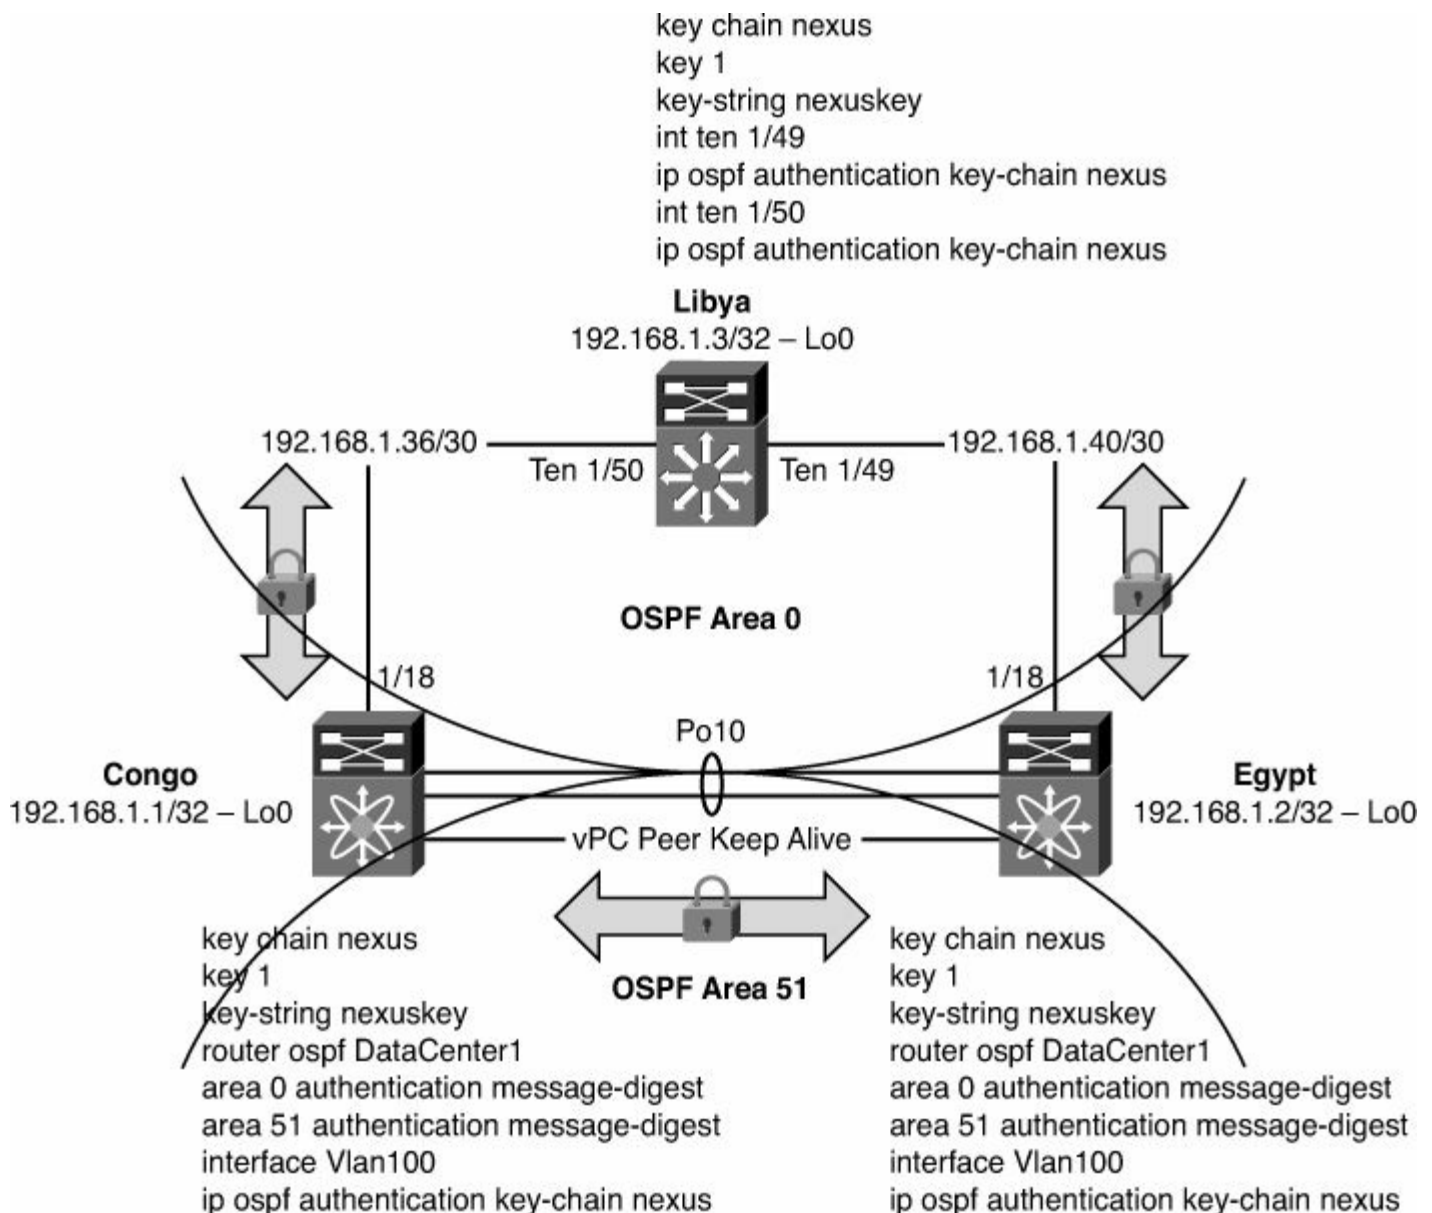 key chain nexus
key 1
key-string nexuskey
int ten 1/49
ip ospf authentication key-chain nexus
int ten 1/50
ip ospf authentication key-chain nexus
Libya
192.168.1.3/32 – Lo0
192.168.1.36/30
192.168.1.40/30
Ten 1/50
Ten 1/49
OSPF Area 0
1/18
1/18
Po10
Congo
192.168.1.1/32 – Lo0
Egypt
192.168.1.2/32 – Lo0
vPC Peer Keep Alive
OSPF Area 51
key chain nexus
key 1
key-string nexuskey
router ospf DataCenter1
area 0 authentication message-digest
area 51 authentication message-digest
interface Vlan100
ip ospf authentication key-chain nexus
key chain nexus
key 1
key-string nexuskey
router ospf DataCenter1
area 0 authentication message-digest
area 51 authentication message-digest
interface Vlan100
ip ospf authentication key-chain nexus